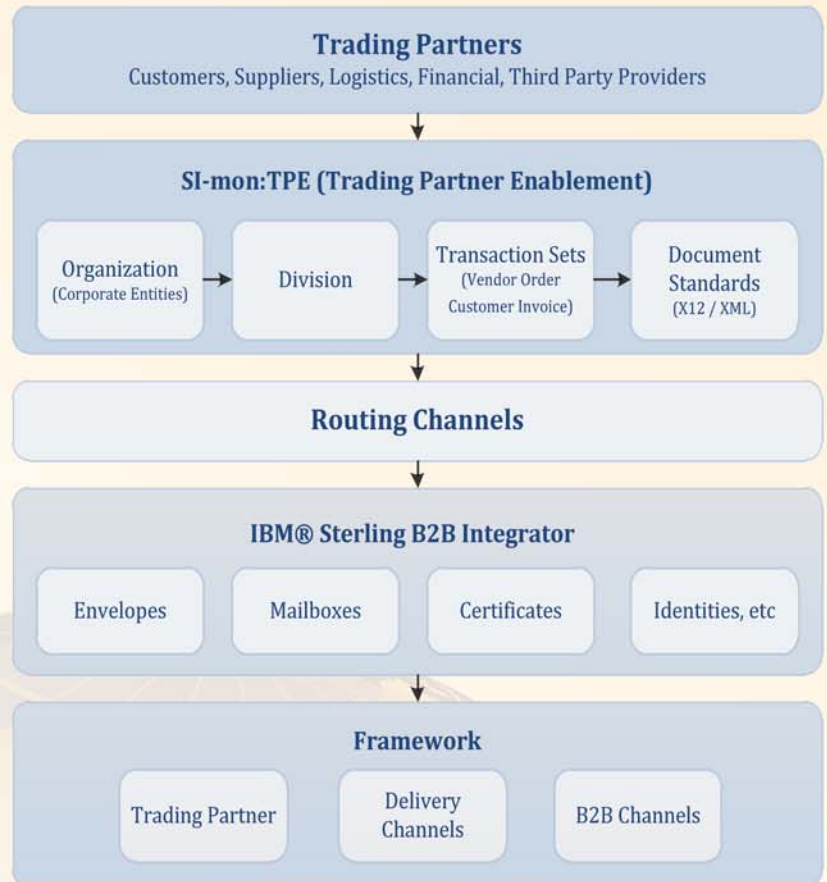 Trading Partners
Customers, Suppliers, Logistics, Financial, Third Party Providers
SI-mon:TPE (Trading Partner Enablement)
Organization
(Corporate Entities)
Division
Transaction Sets
(Vendor Order
Customer Invoice)
Document
Standards
(X12 / XML)
Routing Channels
IBM® Sterling B2B Integrator
Envelopes
Mailboxes
Certificates
Identities, etc
Framework
Trading Partner
Delivery
Channels
B2B Channels